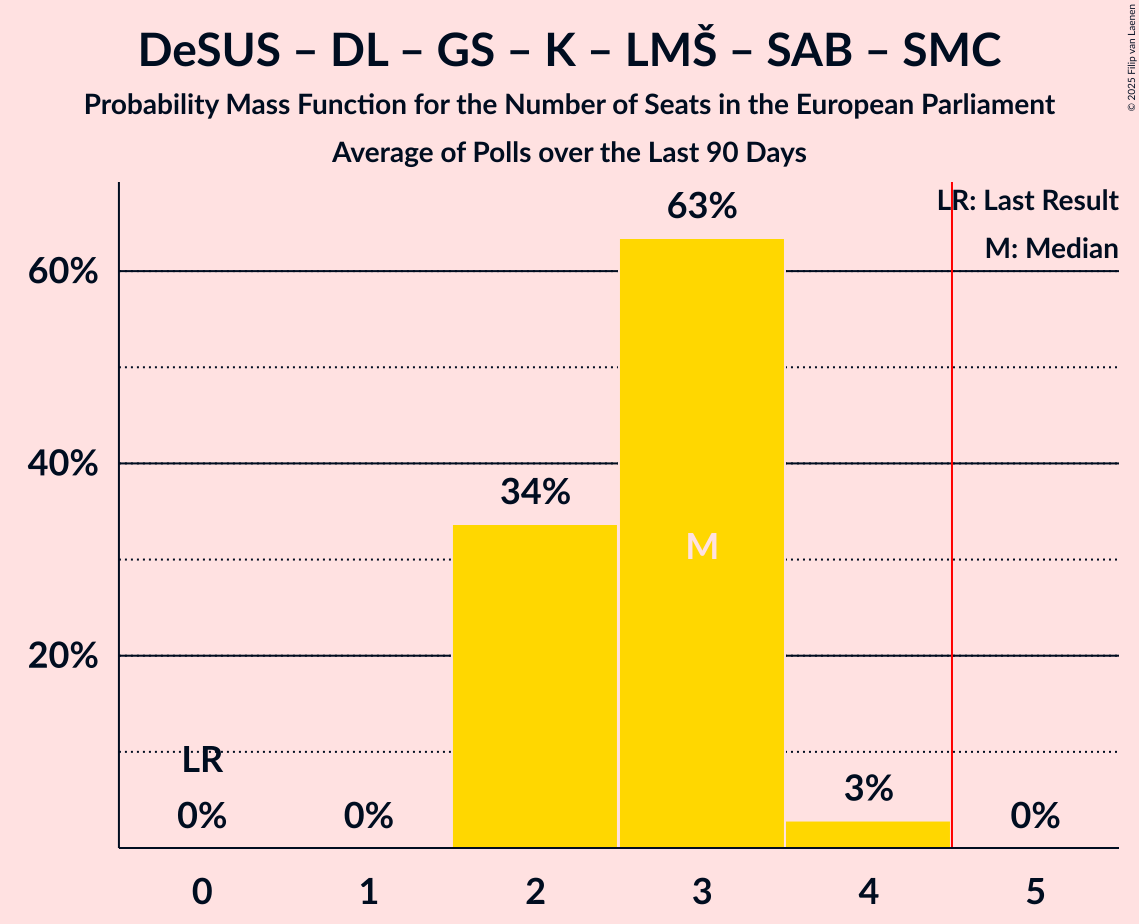 DeSUS – DL – GS – K – LMŠ – SAB – SMC
Probability Mass Function for the Number of Seats in the European Parliament
Average of Polls over the Last 90 Days
© 2025 Filip van Laenen
LR: Last Result
M: Median
63%
60%
40%
34%
M
20%
LR
3%
0%
0%
0%
0
1
2
3
4
5